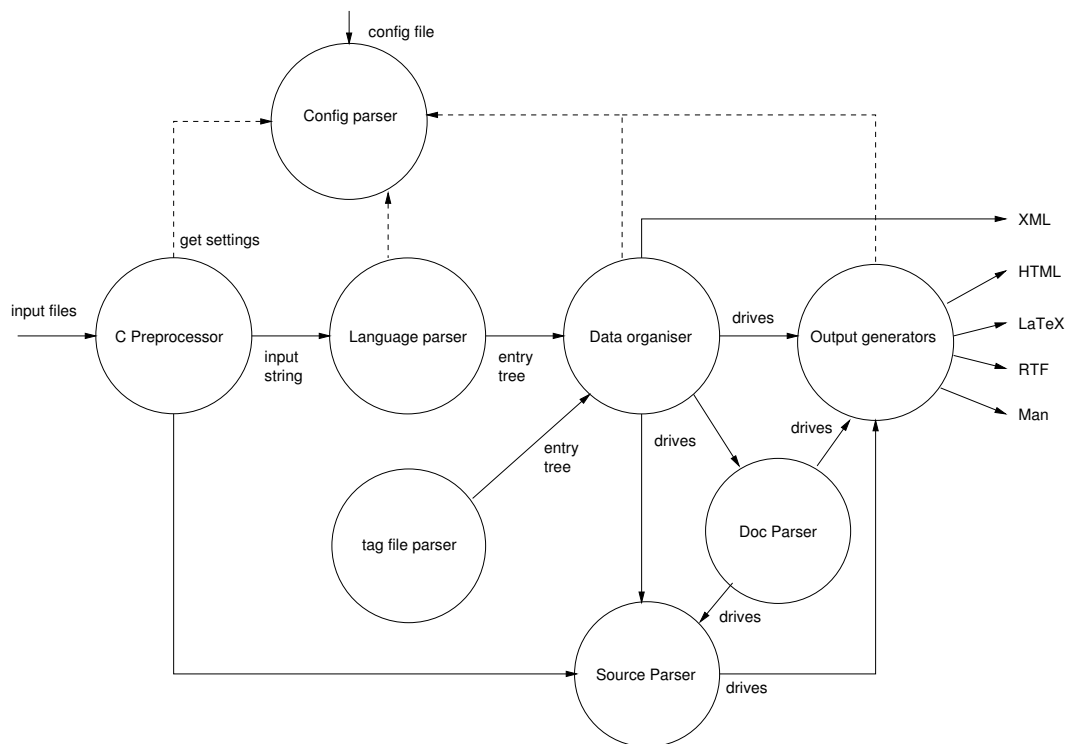 config file
Config parser
get settings
XML
HTML
input files
drives
LaTeX
C Preprocessor
Language parser
Data organiser
Output generators
input
string
entry
tree
RTF
Man
drives
drives
entry
tree
Doc Parser
tag file parser
drives
Source Parser
drives